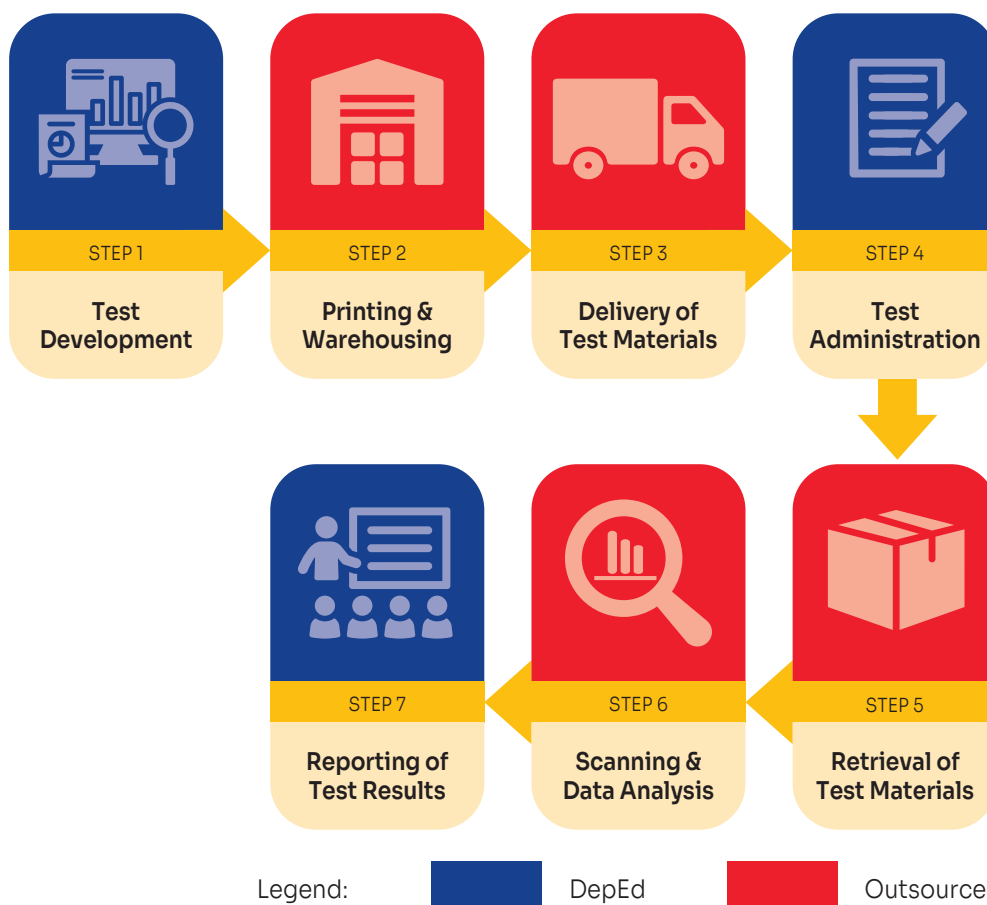 STEP 1
Test
Development
STEP 2
Printing &
Warehousing
STEP 3
Delivery of
Test Materials
STEP 4
Test
Administration
STEP 5
Retrieval of
Test Materials
STEP 6
Scanning &
Data Analysis
STEP 7
Reporting of
Test Results
Legend:
DepEd
Outsource